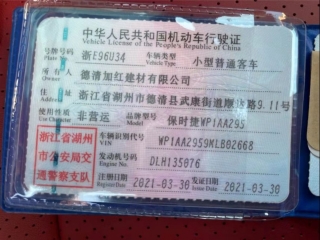 中华人民共和国机动车行驶证
Vehicle License of the People's Republic of China
号牌号码 浙E96U34 车辆类型 小型普通客车
Plate No. Vehicle Type
所有人 德清加红建材有限公司
Owner
住址 浙江省湖州市德清县武康街道 路9.11号
Address
使用性质 非营运 品牌型号 保时捷牌WP1AA295
Use Character Model
浙江省湖州
市公安局交
通警察支队
车辆识别代号 WP1AA2959MLB02668
VIN
发动机号码 DLH135076
Engine No.
注册日期 2021-03-30 发证日期 2021-03-30
Register Date Issue Date